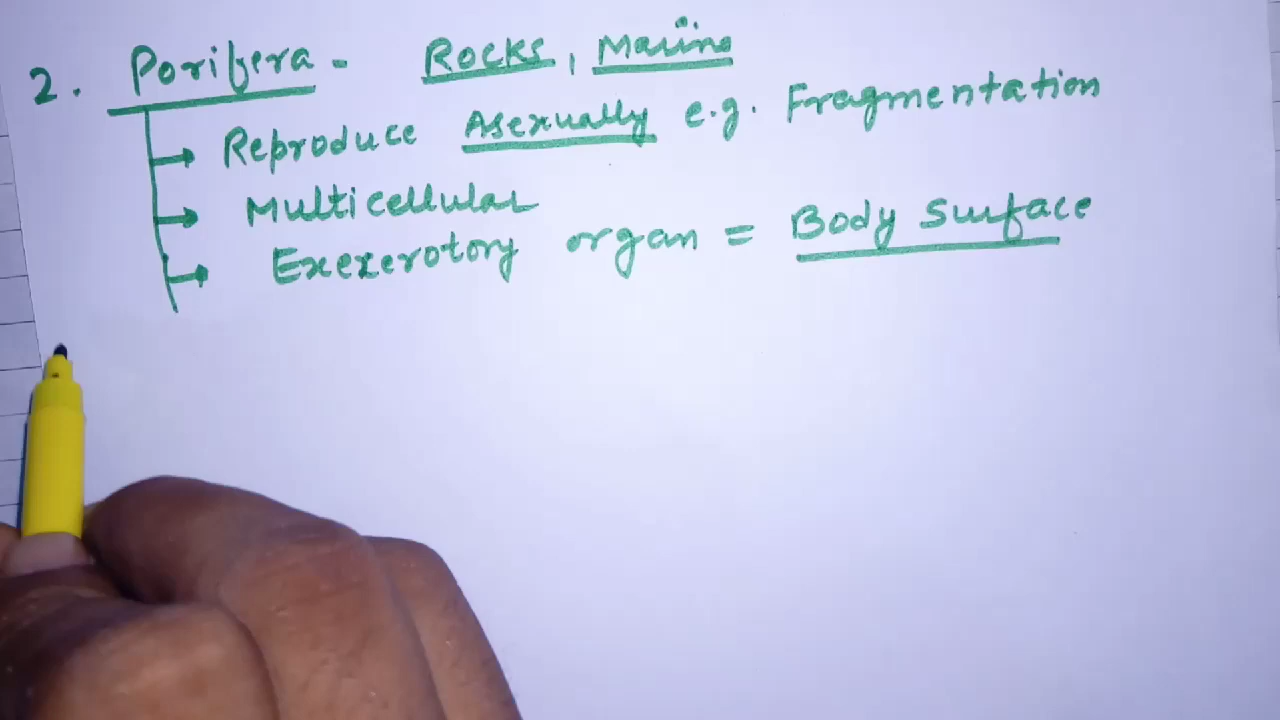 2. Porifera - Rocks, Marine
Reproduce Asexually e.g. Fragmentation
Multicellular
Exexerotory organ = Body Surface